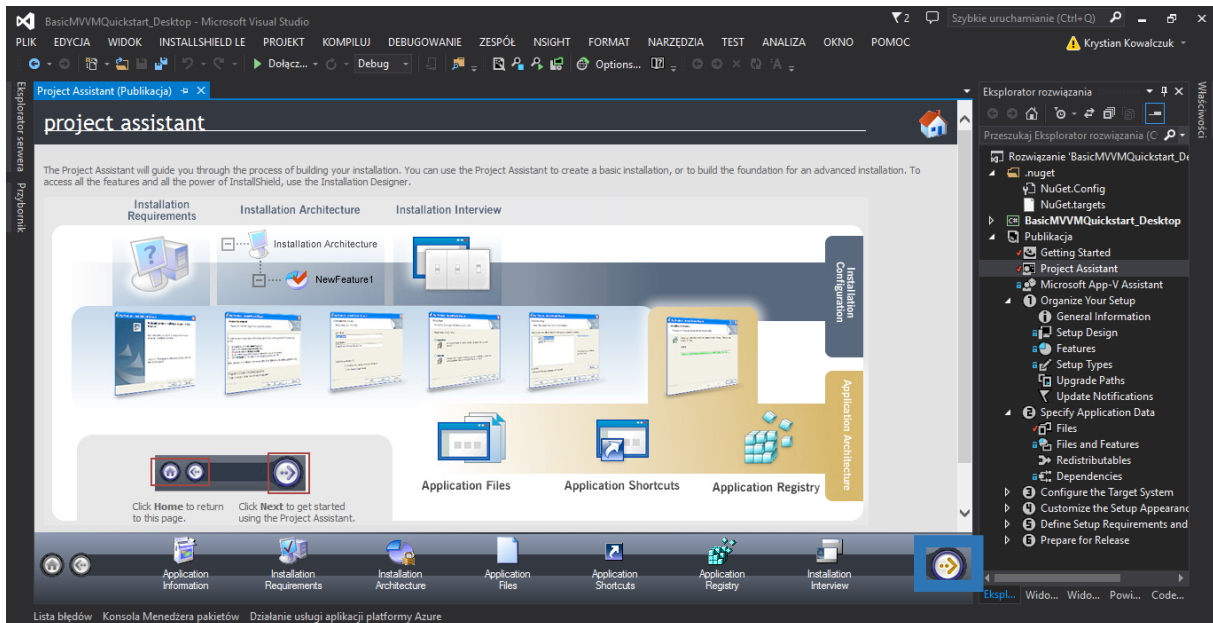 BasicMVVMQuickstart_Desktop - Microsoft Visual Studio
2
Szybkie uruchamianie (Ctrl+Q)
PLIK EDYCJA WIDOK INSTALLSHIELD LE PROJEKT KOMPILUJ DEBUGOWANIE ZESPÓŁ NSIGHT FORMAT NARZĘDZIA TEST ANALIZA OKNO POMOC
Krystian Kowalczuk
Dołącz... Debug Options...
Eksplorator serwera
Przybornik
Project Assistant (Publikacja)
project assistant
The Project Assistant will guide you through the process of building your installation. You can use the Project Assistant to create a basic installation, or to build the foundation for an advanced installation. To
access all the features and all the power of InstallShield, use the Installation Designer.
Installation
Requirements
Installation Architecture
Installation Interview
Installation Architecture
NewFeature1
Installation
Configuration
Application Architecture
Application Files
Application Shortcuts
Application Registry
Click Home to return
to this page.
Click Next to get started
using the Project Assistant.
Application
Information
Installation
Requirements
Installation
Architecture
Application
Files
Application
Shortcuts
Application
Registry
Installation
Interview
Eksplorator rozwiązania
Właściwości
Przeszukaj Eksplorator rozwiązania (C
Rozwiązanie 'BasicMVVMQuickstart_De
.nuget
NuGet.Config
NuGet.targets
BasicMVVMQuickstart_Desktop
Publikacja
Getting Started
Project Assistant
Microsoft App-V Assistant
1 Organize Your Setup
General Information
Setup Design
Features
Setup Types
Upgrade Paths
Update Notifications
2 Specify Application Data
Files
Files and Features
Redistributables
Dependencies
3 Configure the Target System
4 Customize the Setup Appearanc
5 Define Setup Requirements and
6 Prepare for Release
Ekspl... Wido... Wido... Powi... Code...
Lista błędów Konsola Menedżera pakietów Działanie usługi aplikacji platformy Azure